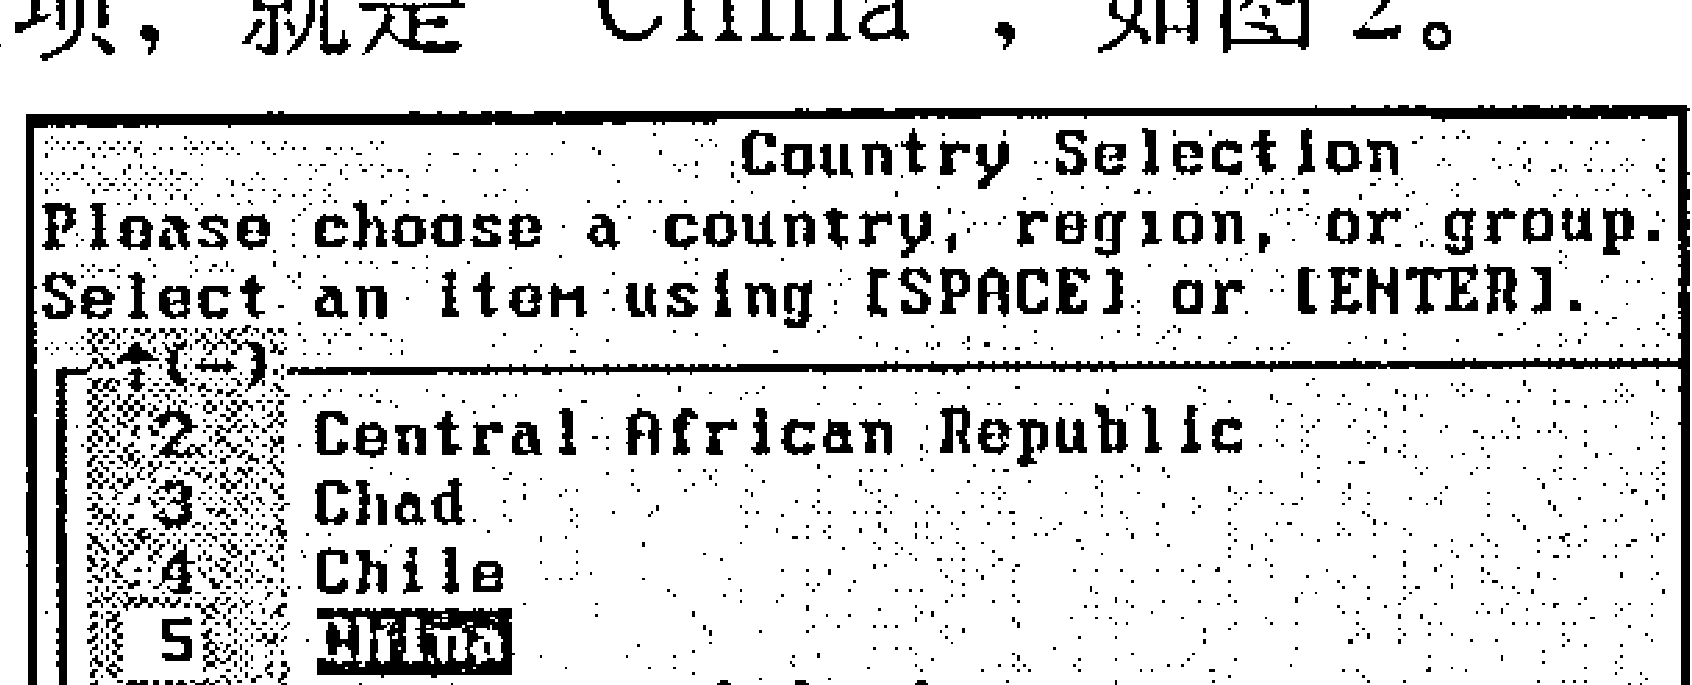 项，就是 China ，如图 2。
Country Selection
Please choose a country, region, or group.
Select an item using [SPACE] or [ENTER].
↑(-)
2 Central African Republic
3 Chad
4 Chile
5 China